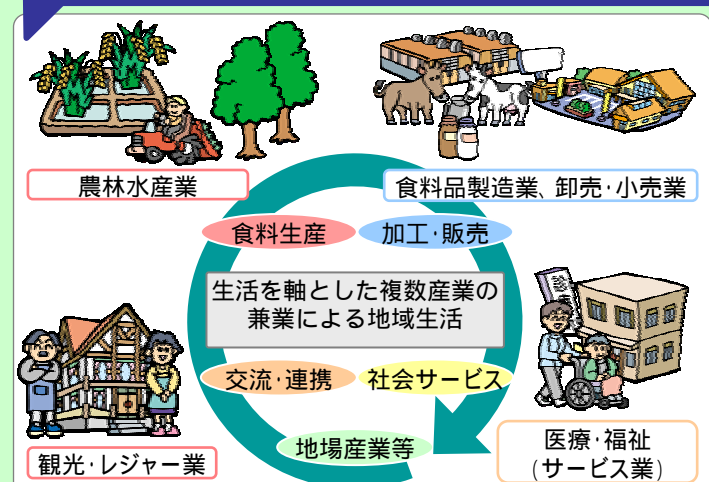 農林水産業
食料品製造業、卸売・小売業
食料生産
加工・販売
生活を軸とした複数産業の
兼業による地域生活
交流・連携
社会サービス
地場産業等
観光・レジャー業
医療・福祉
(サービス業)